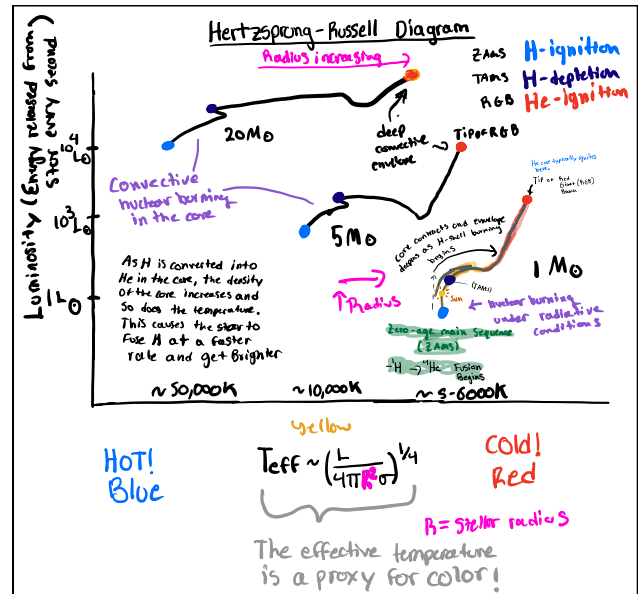 Hertzsprung-Russell Diagram
Radius increasing
ZAMS H-ignition
TAMS H-depletion
RGB He-ignition
Luminosity (Energy released from
star every second
10⁴ L⊙
10² L⊙
1 L⊙
20 M⊙
deep
convective
envelope
Tip of RGB
Convective
nuclear burning
in the core
5 M⊙
He core typically ignites
here.
Tip of Red
Giant (RGB)
Branch
Core contracts and envelope
deepens as H-shell burning
begins
1 M⊙
(TAMS)
Sun
↑ Radius
nuclear burning
under radiative
conditions
As H is converted into
He in the core, the density
Of the core increases and
so does the temperature.
This causes the star to
Fuse H at a faster
rate and get Brighter
Zero-age main Sequence
(ZAMS)
-¹H → ⁴He Fusion
Begins
~50,000K ~10,000K ~5-6000K
yellow
HOT!
Blue
Teff ~ (L / 4πR²σ)^1/4
COLD!
Red
R = stellar radius
The effective temperature
is a proxy for color!